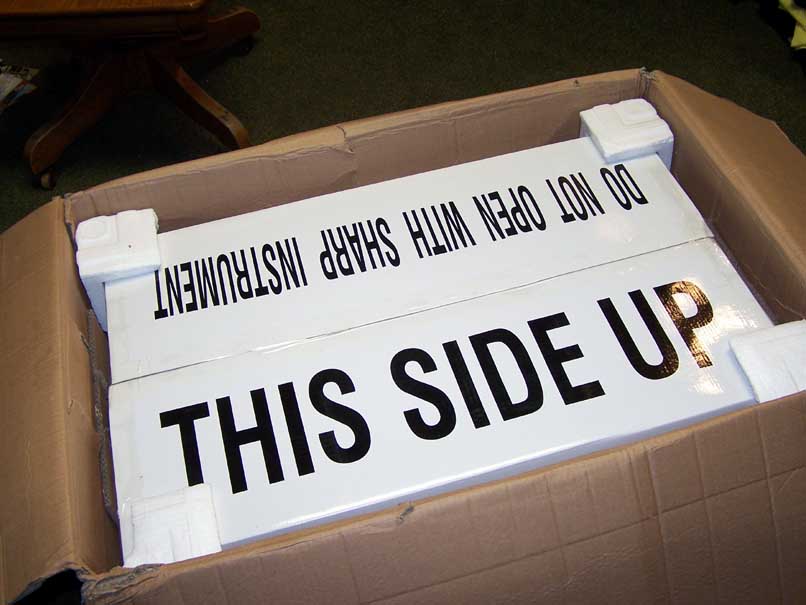 DO NOT OPEN WITH SHARP INSTRUMENT
THIS SIDE UP